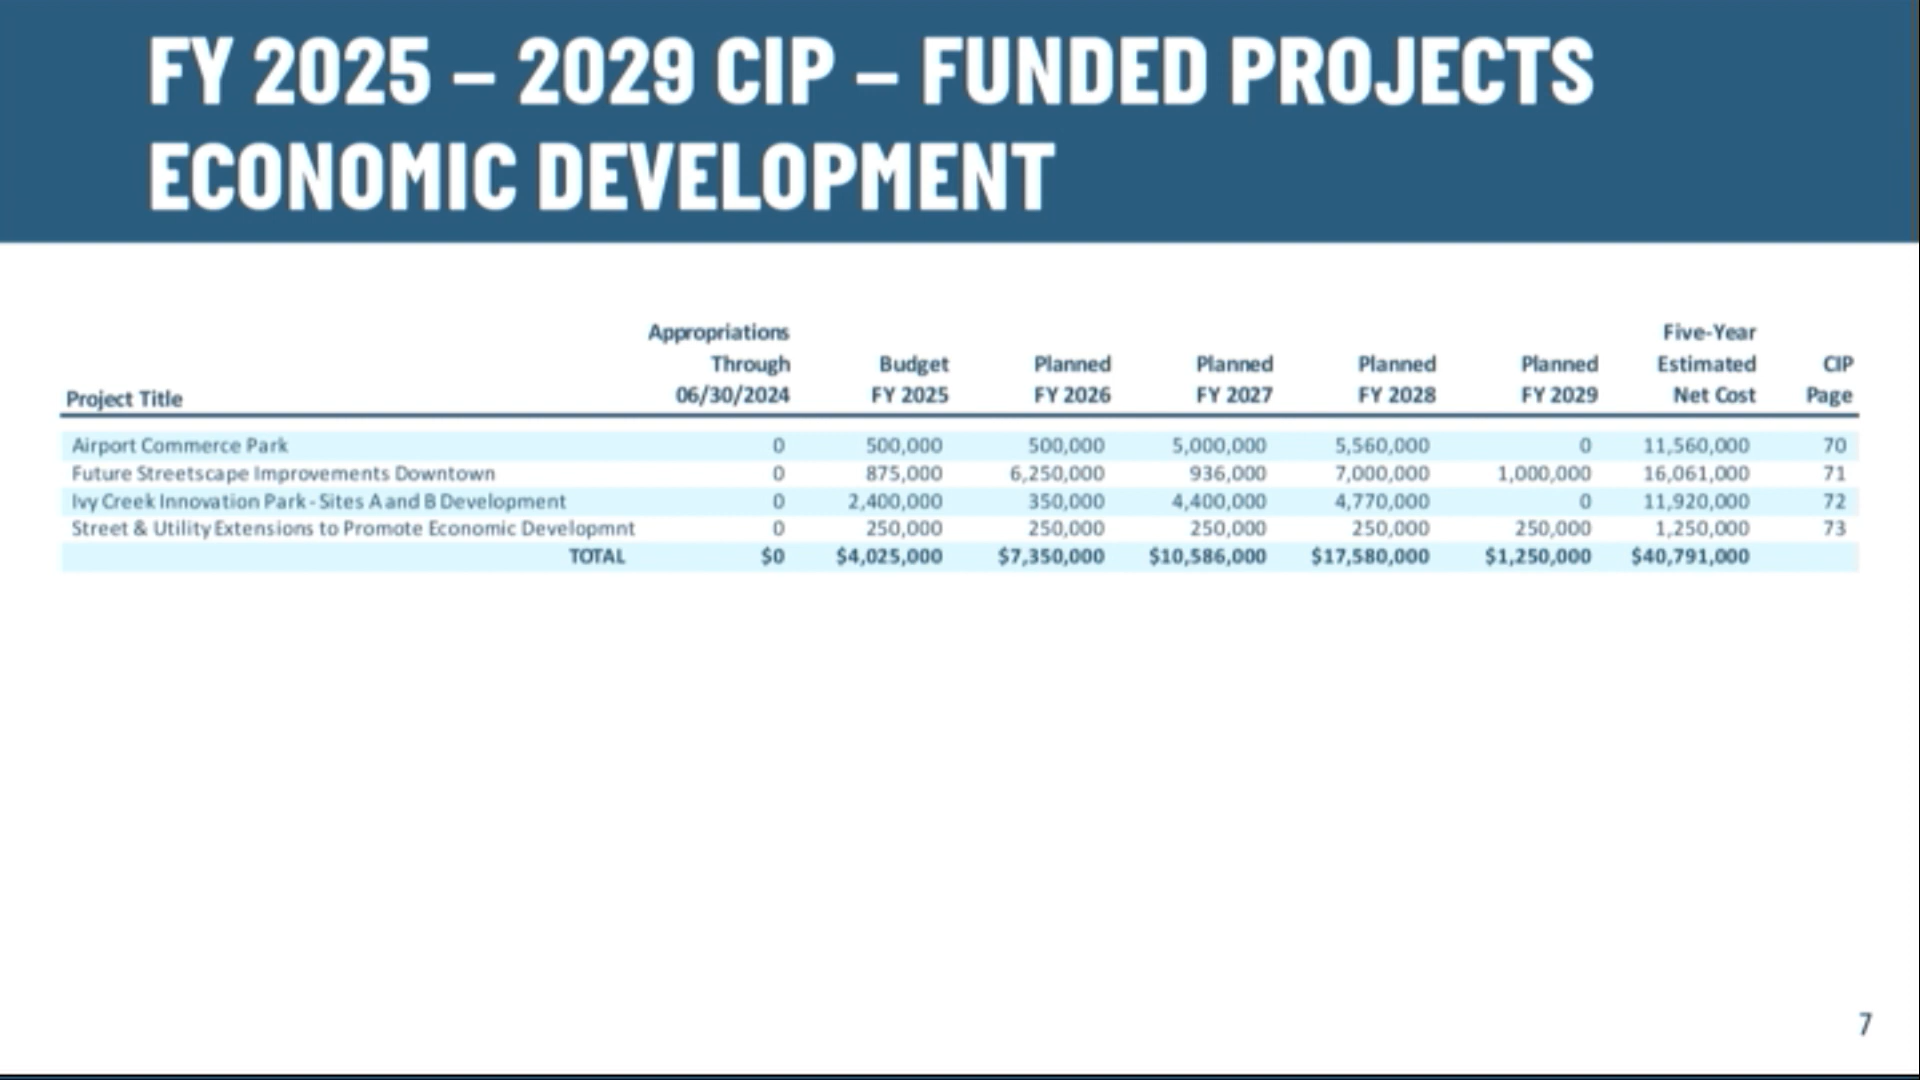 FY 2025 – 2029 CIP – FUNDED PROJECTS
ECONOMIC DEVELOPMENT
Appropriations Five-Year
Through Budget Planned Planned Planned Planned Estimated CIP
Project Title 06/30/2024 FY 2025 FY 2026 FY 2027 FY 2028 FY 2029 Net Cost Page
Airport Commerce Park 0 500,000 500,000 5,000,000 5,560,000 0 11,560,000 70
Future Streetscape Improvements Downtown 0 875,000 6,250,000 936,000 7,000,000 1,000,000 16,061,000 71
Ivy Creek Innovation Park - Sites A and B Development 0 2,400,000 350,000 4,400,000 4,770,000 0 11,920,000 72
Street & Utility Extensions to Promote Economic Developmnt 0 250,000 250,000 250,000 250,000 250,000 1,250,000 73
TOTAL $0 $4,025,000 $7,350,000 $10,586,000 $17,580,000 $1,250,000 $40,791,000
7